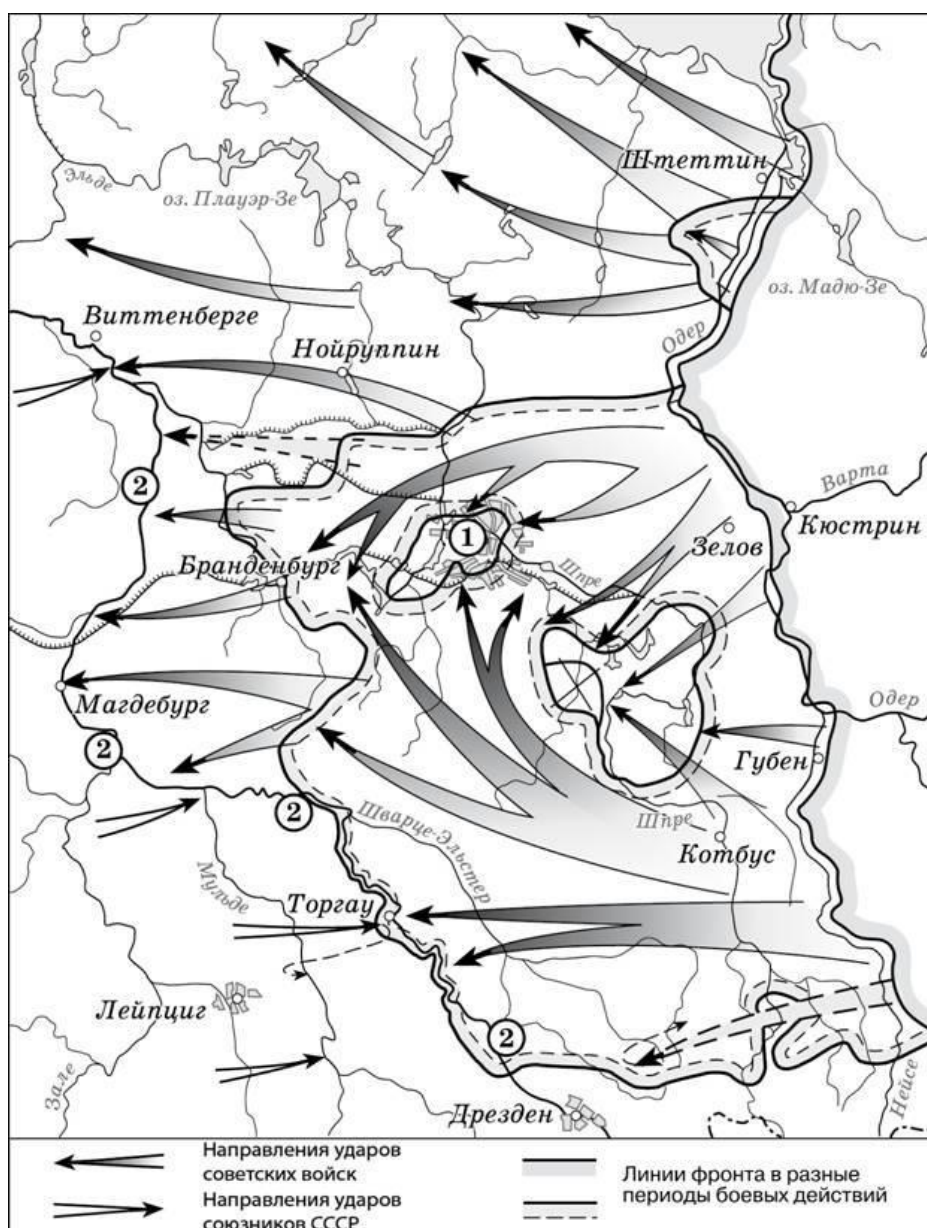 Штеттин
Эльде
оз. Плауэр-Зе
оз. Мадю-Зе
Виттенберге
Одер
Нойруппин
2
Варта
1
Кюстрин
Зелов
Шпре
Бранденбург
Магдебург
Одер
2
Губен
2
Шпре
Шварце-Эльстер
Котбус
Мульде
Торгау
Лейпциг
2
Зале
Дрезден
Нейсе
Направления ударов
советских войск
Направления ударов
союзников СССР
Линии фронта в разные
периоды боевых действий